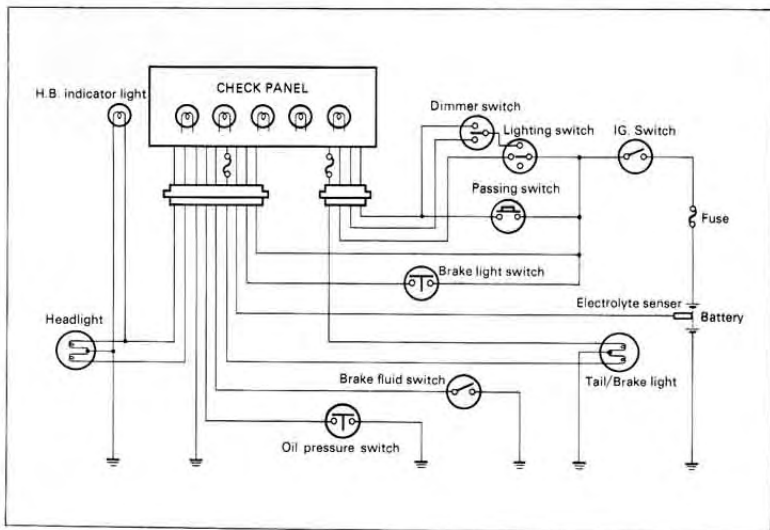 CHECK PANEL
H.B. indicator light
Dimmer switch
Lighting switch
IG. Switch
Passing switch
Fuse
Brake light switch
Electrolyte senser
Battery
Headlight
Tail/Brake light
Brake fluid switch
Oil pressure switch